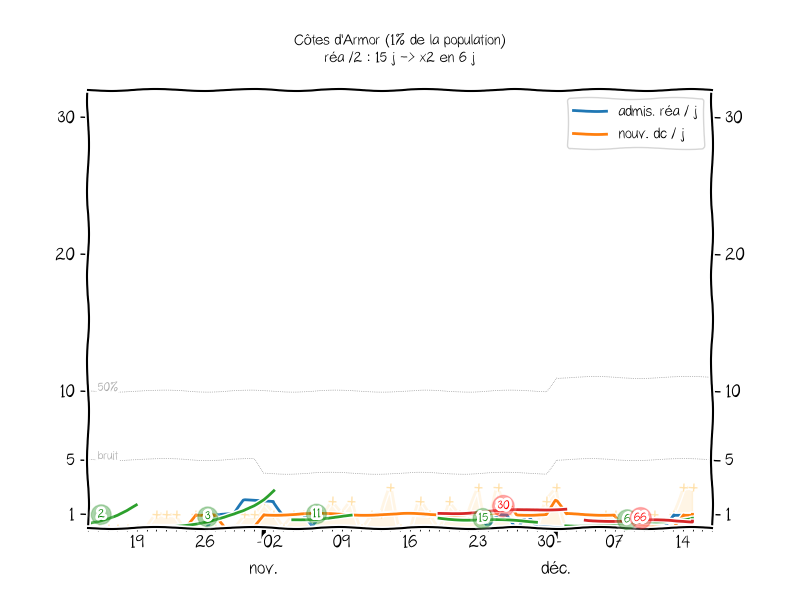 Côtes d'Armor (1% de la population)
réa /2 : 15 j -> x2 en 6 j
admis. réa / j
nouv. dc / j
30 30
20 20
50%
10 10
bruit
5 5
30
2 3 11 15 6 66
1 1
19 26 02 09 16 23 30 07 14
nov. déc.